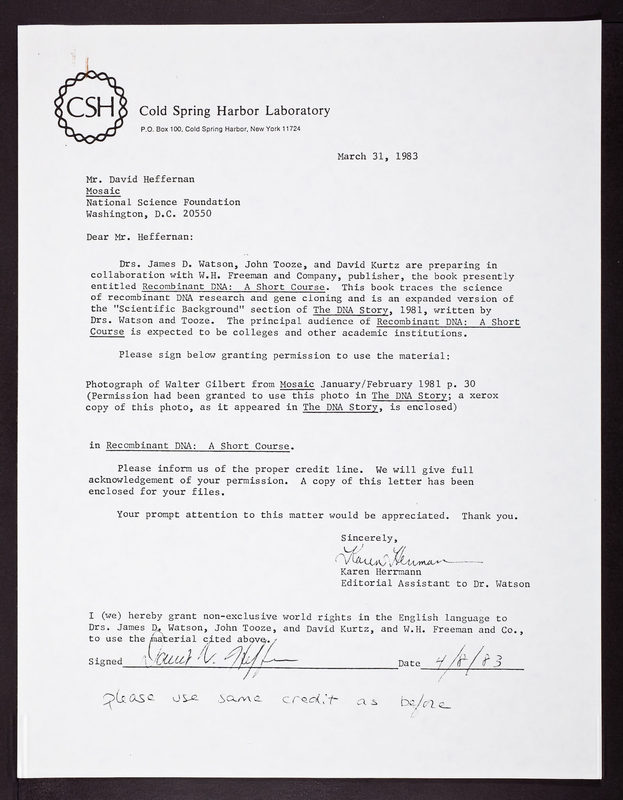 CSH
Cold Spring Harbor Laboratory
P.O. Box 100, Cold Spring Harbor, New York 11724
March 31, 1983
Mr. David Heffernan
Mosaic
National Science Foundation
Washington, D.C. 20550
Dear Mr. Heffernan:
Drs. James D. Watson, John Tooze, and David Kurtz are preparing in
collaboration with W.H. Freeman and Company, publisher, the book presently
entitled Recombinant DNA: A Short Course. This book traces the science
of recombinant DNA research and gene cloning and is an expanded version of
the "Scientific Background" section of The DNA Story, 1981, written by
Drs. Watson and Tooze. The principal audience of Recombinant DNA: A Short
Course is expected to be colleges and other academic institutions.
Please sign below granting permission to use the material:
Photograph of Walter Gilbert from Mosaic January/February 1981 p. 30
(Permission had been granted to use this photo in The DNA Story; a xerox
copy of this photo, as it appeared in The DNA Story, is enclosed)
in Recombinant DNA: A Short Course.
Please inform us of the proper credit line. We will give full
acknowledgement of your permission. A copy of this letter has been
enclosed for your files.
Your prompt attention to this matter would be appreciated. Thank you.
Sincerely,
Karen Herrmann
Karen Herrmann
Editorial Assistant to Dr. Watson
I (we) hereby grant non-exclusive world rights in the English language to
Drs. James D. Watson, John Tooze, and David Kurtz, and W.H. Freeman and Co.,
to use the material cited above.
Signed Date 4/8/83
please use same credit as before